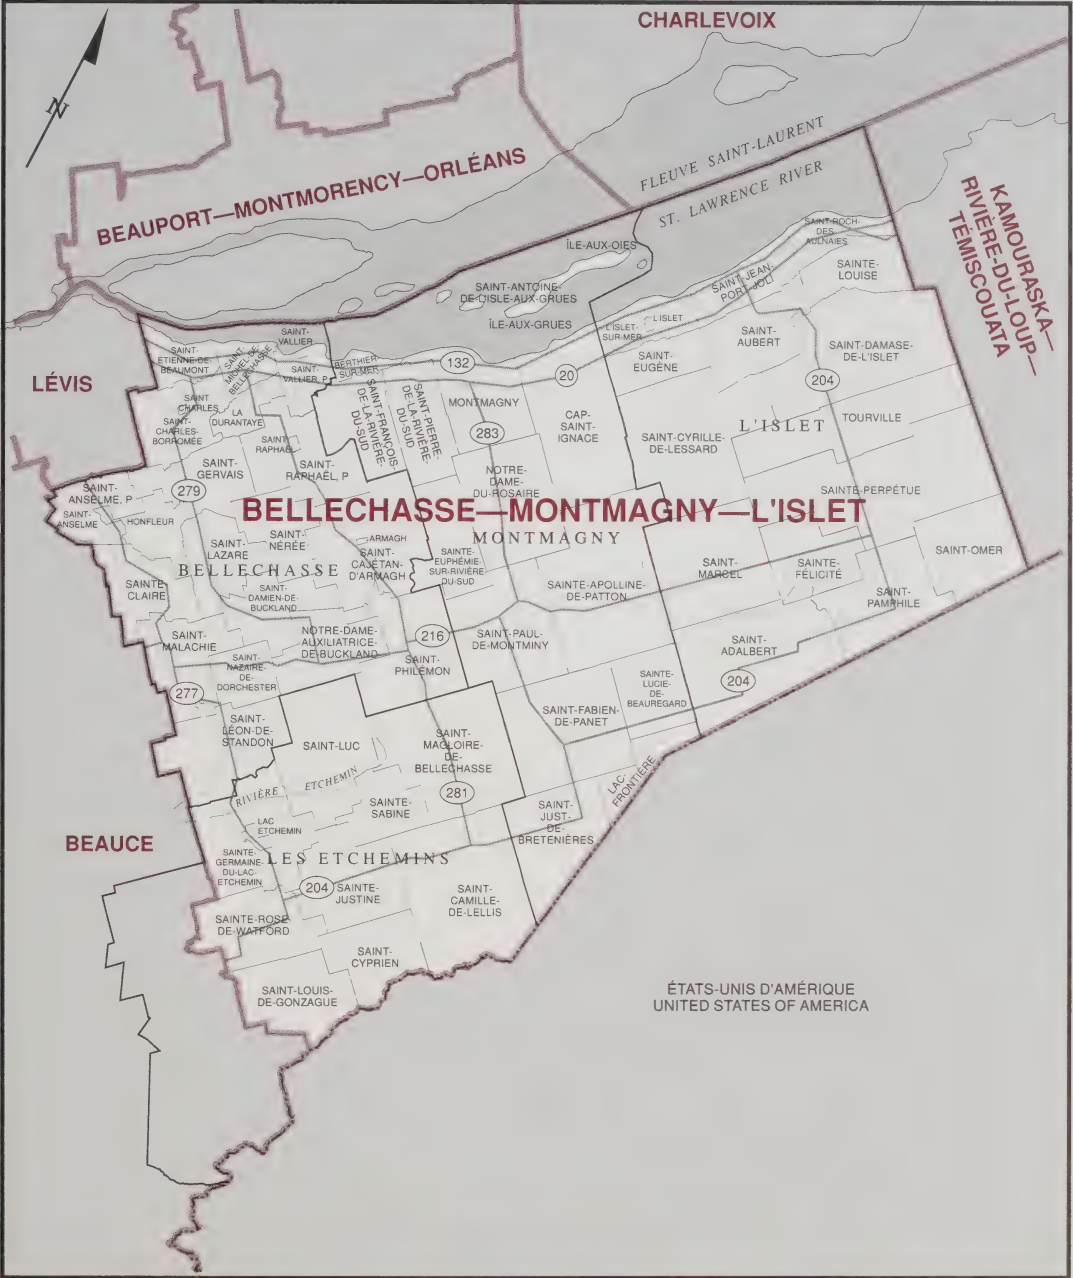 CHARLEVOIX
N
FLEUVE SAINT-LAURENT
ST. LAWRENCE RIVER
BEAUPORT—MONTMORENCY—ORLÉANS
KAMOURASKA—
RIVIÈRE-DU-LOUP—
TÉMISCOUATA
SAINT-ROCH-
DES
AULNAIES
ÎLE-AUX-OIES
SAINTE-
LOUISE
SAINT-JEAN-
PORT-JOLI
SAINT-ANTOINE-
DE-L'ISLE-AUX-GRUES
ÎLE-AUX-GRUES
L'ISLET-
SUR-MER
L'ISLET
SAINT-
AUBERT
SAINT-DAMASE-
DE-L'ISLET
SAINT-
VALLIER
SAINT-
ETIENNE-DE-
BEAUMONT
SAINT-
MICHEL-DE-
BELLECHASSE
SAINT-
VALLIER, P
BERTHIER-
SUR-MER
132
20
SAINT-
EUGÈNE
204
LÉVIS
SAINT
CHARLES
LA
DURANTAYE
SAINT-
CHARLES-
BORROMÉE
SAINT-FRANÇOIS-
DE-LA-RIVIÈRE-
DU-SUD
SAINT-PIERRE-
DE-LA-RIVIÈRE-
DU-SUD
MONTMAGNY
283
CAP-
SAINT-
IGNACE
L'ISLET
TOURVILLE
SAINT-CYRILLE-
DE-LESSARD
SAINT-
RAPHAËL
SAINT-
GERVAIS
SAINT-
RAPHAËL, P
NOTRE-
DAME-
DU-ROSAIRE
SAINTE-PERPÉTUE
SAINT-
ANSELME, P
279
SAINT-
ANSELME
HONFLEUR
BELLECHASSE—MONTMAGNY—L'ISLET
MONTMAGNY
SAINT-OMER
SAINT-
LAZARE
SAINT-
NÉRÉE
ARMAGH
SAINT-
CAJÉTAN-
D'ARMAGH
SAINTE-
EUPHÉMIE-
SUR-RIVIÈRE
DU-SUD
BELLECHASSE
SAINT-
MARCEL
SAINTE-
FÉLICITÉ
SAINTE
CLAIRE
SAINT-
DAMIEN-DE-
BUCKLAND
SAINTE-APOLLINE-
DE-PATTON
SAINT-
PAMPHILE
SAINT-
MALACHIE
NOTRE-DAME-
AUXILIATRICE-
DE-BUCKLAND
216
SAINT-PAUL-
DE-MONTMINY
SAINT-
ADALBERT
SAINT-
NAZAIRE-
DE-
DORCHESTER
SAINT-
PHILÉMON
277
SAINTE-
LUCIE-
DE-
BEAUREGARD
204
SAINT-FABIEN-
DE-PANET
SAINT-
LÉON-DE-
STANDON
SAINT-LUC
SAINT-
MAGLOIRE-
DE-
BELLECHASSE
RIVIÈRE ETCHEMIN
281
LAC-
FRONTIÈRE
SAINTE-
SABINE
SAINT-
JUST-
DE-
BRETENIÈRES
LAC
ETCHEMIN
BEAUCE
SAINTE
GERMAINE-
DU-LAC-
ETCHEMIN
LES ETCHEMINS
204
SAINTE-
JUSTINE
SAINT-
CAMILLE-
DE-LELLIS
SAINTE-ROSE
DE-WATFORD
SAINT-
CYPRIEN
SAINT-LOUIS-
DE-GONZAGUE
ÉTATS-UNIS D'AMÉRIQUE
UNITED STATES OF AMERICA